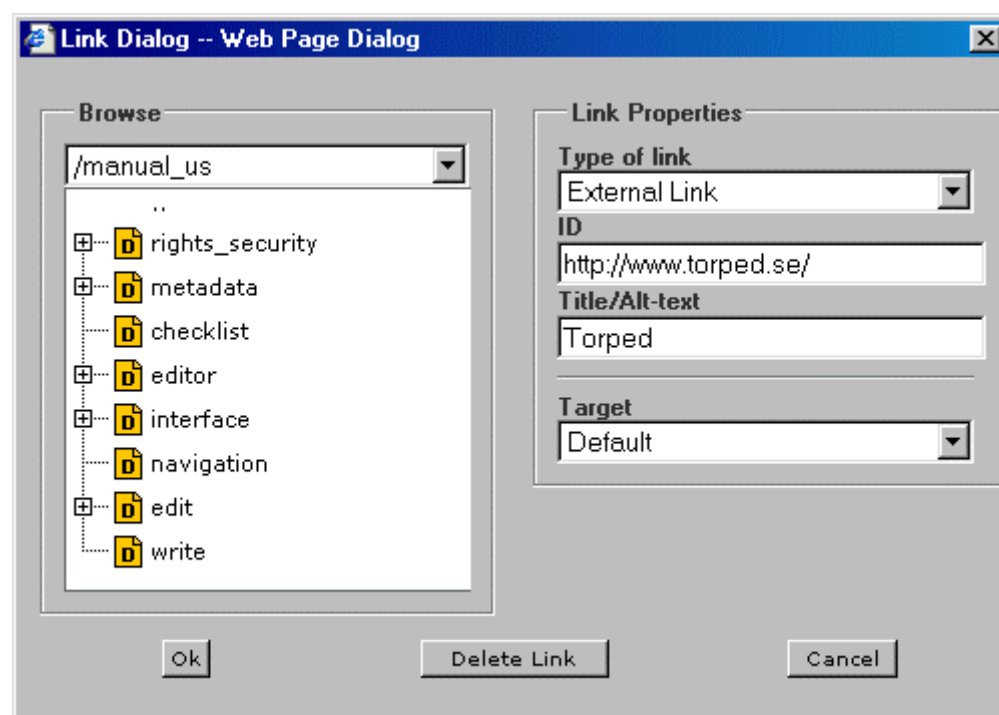 Link Dialog -- Web Page Dialog
Browse
/manual_us
..
rights_security
metadata
checklist
editor
interface
navigation
edit
write
Link Properties
Type of link
External Link
ID
http://www.torped.se/
Title/Alt-text
Torped
Target
Default
Ok
Delete Link
Cancel